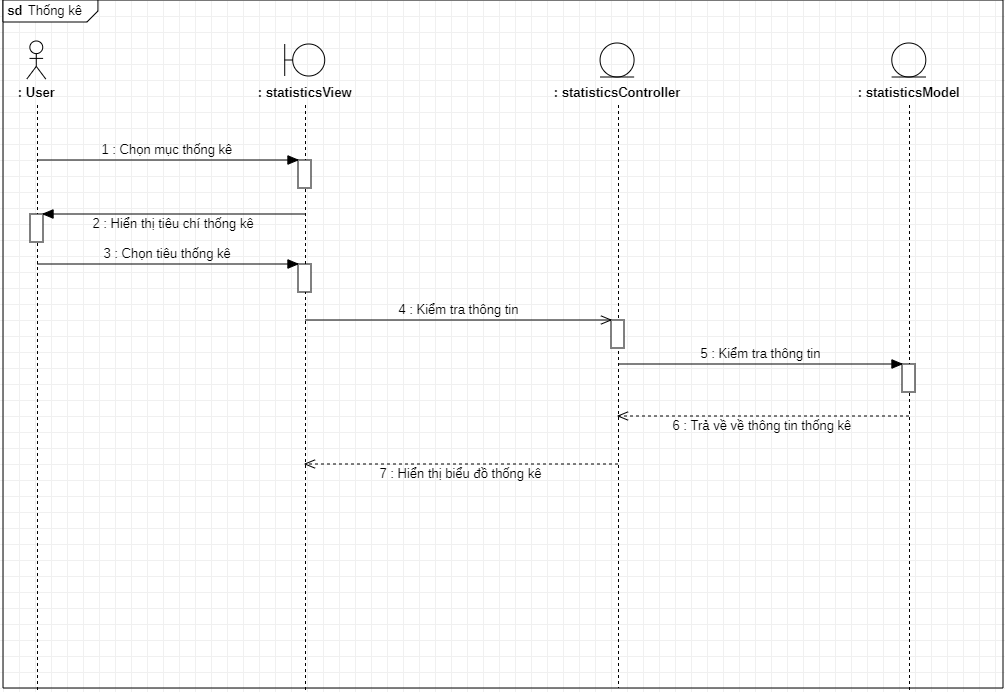 sd Thống kê
: User
: statisticsView
: statisticsController
: statisticsModel
1 : Chọn mục thống kê
2 : Hiển thị tiêu chí thống kê
3 : Chọn tiêu thống kê
4 : Kiểm tra thông tin
5 : Kiểm tra thông tin
6 : Trả về về thông tin thống kê
7 : Hiển thị biểu đồ thống kê